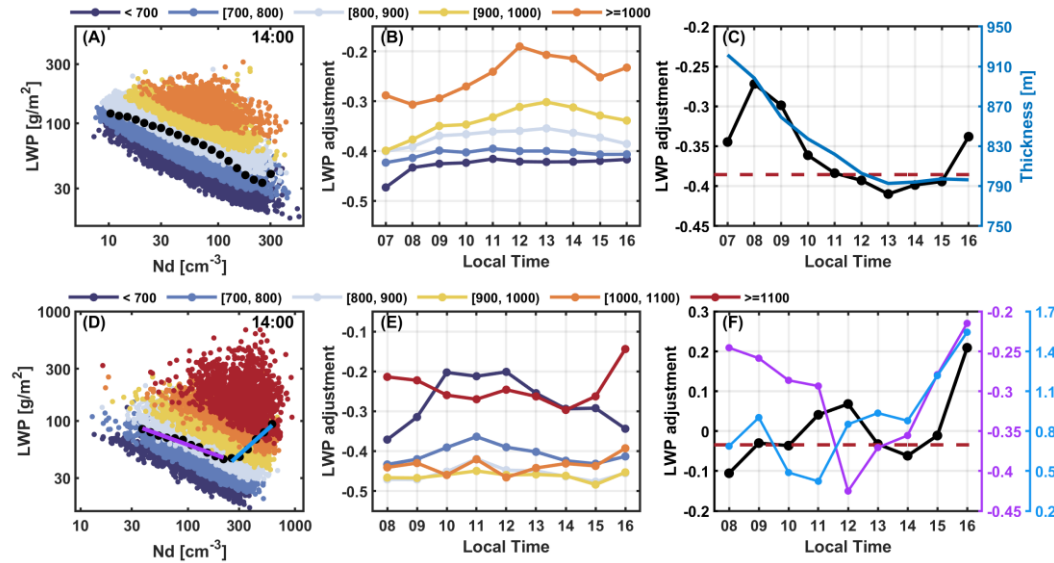 < 700 [700, 800) [800, 900) [900, 1000) >=1000
(A) 14:00
LWP [g/m²]
300
100
30
10 30 100 300
Nd [cm⁻³]
(B)
LWP adjustment
-0.2
-0.3
-0.4
-0.5
07 08 09 10 11 12 13 14 15 16
Local Time
(C)
LWP adjustment
-0.2
-0.25
-0.3
-0.35
-0.4
-0.45
07 08 09 10 11 12 13 14 15 16
Local Time
950
910
870
830
790
750
Thickness [m]
< 700 [700, 800) [800, 900) [900, 1000) [1000, 1100) >=1100
(D) 14:00
LWP [g/m²]
1000
300
100
30
10 30 100 300 1000
Nd [cm⁻³]
(E)
LWP adjustment
-0.1
-0.2
-0.3
-0.4
-0.5
08 09 10 11 12 13 14 15 16
Local Time
(F)
LWP adjustment
0.3
0.2
0.1
0
-0.1
-0.2
08 09 10 11 12 13 14 15 16
Local Time
-0.2
-0.25
-0.3
-0.35
-0.4
-0.45
1.7
1.4
1.1
0.8
0.5
0.2